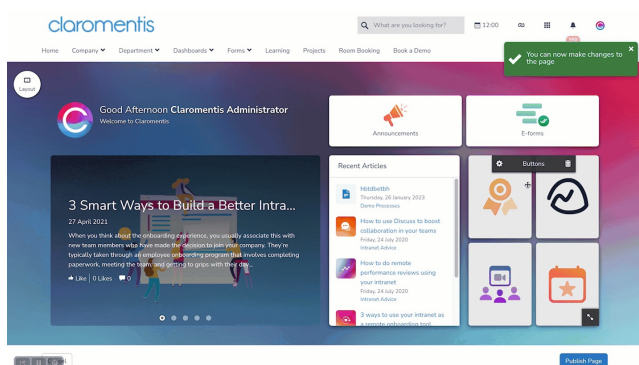 claromentis
What are you looking for?
12:00
Home
Company
Department
Dashboards
Forms
Learning
Projects
Room Booking
Book a Demo
You can now make changes to
the page
Layout
Good Afternoon Claromentis Administrator
Welcome to Claromentis
Announcements
E-forms
3 Smart Ways to Build a Better Intra...
27 April 2021
When you think about the onboarding experience, you usually associate this with
new team members who have made the decision to join your company. They're
typically taken through an employee onboarding program that involves completing
paperwork, meeting the team, and getting to grips with their day...
Like | 0 Likes 0
Recent Articles
hbtdbetbh
Thursday, 26 January 2023
Demo Processes
How to use Discuss to boost
collaboration in your teams
Friday, 24 July 2020
Intranet Advice
How to do remote
performance reviews using
your intranet
Friday, 24 July 2020
Intranet Advice
3 ways to use your intranet as
a remote onboarding tool
Buttons
Publish Page